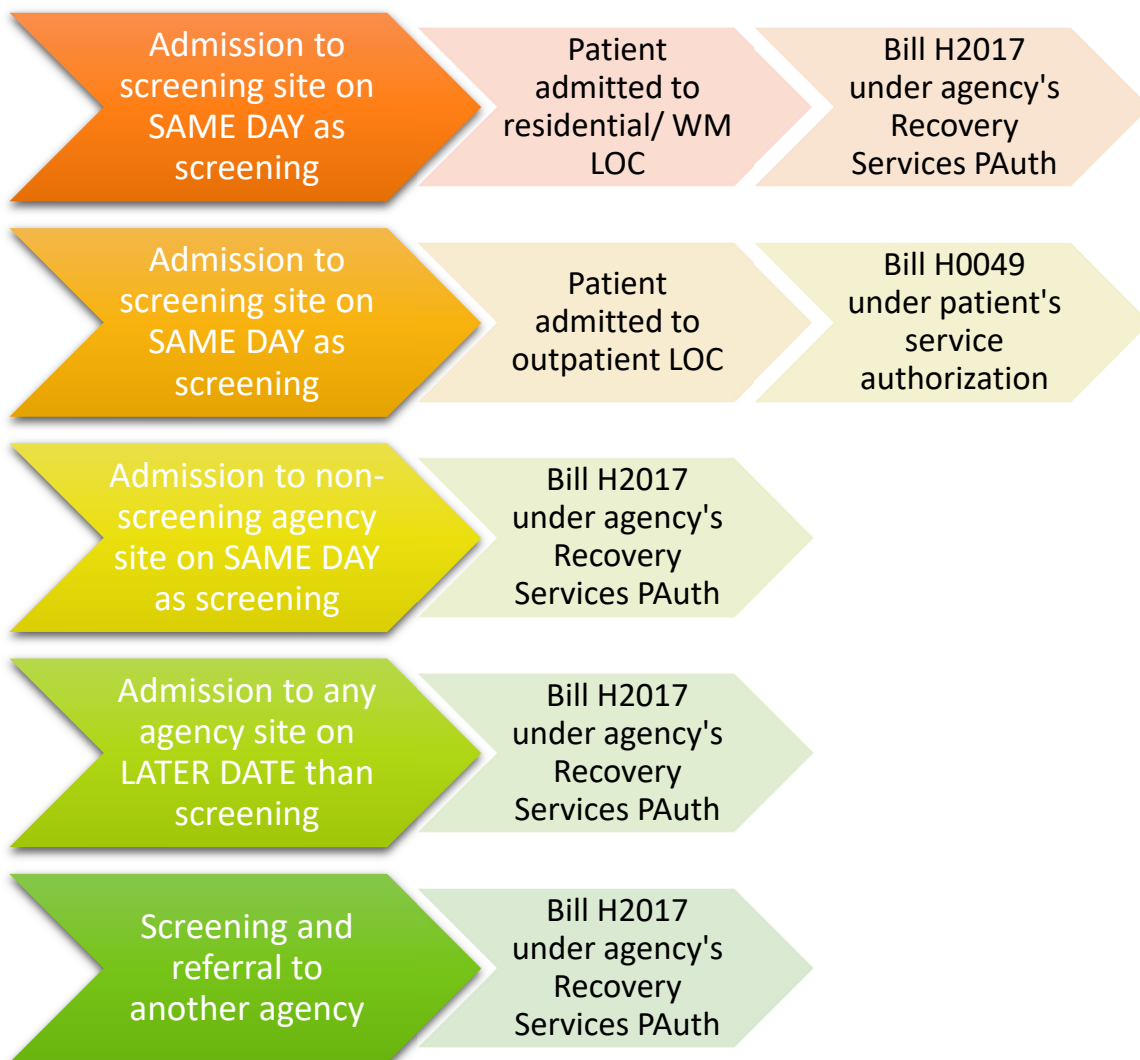 Admission to
screening site on
SAME DAY as
screening
Patient
admitted to
residential/ WM
LOC
Bill H2017
under agency's
Recovery
Services PAuth
Admission to
screening site on
SAME DAY as
screening
Patient
admitted to
outpatient LOC
Bill H0049
under patient's
service
authorization
Admission to non-
screening agency
site on SAME DAY
as screening
Bill H2017
under agency's
Recovery
Services PAuth
Admission to any
agency site on
LATER DATE than
screening
Bill H2017
under agency's
Recovery
Services PAuth
Screening and
referral to
another agency
Bill H2017
under agency's
Recovery
Services PAuth